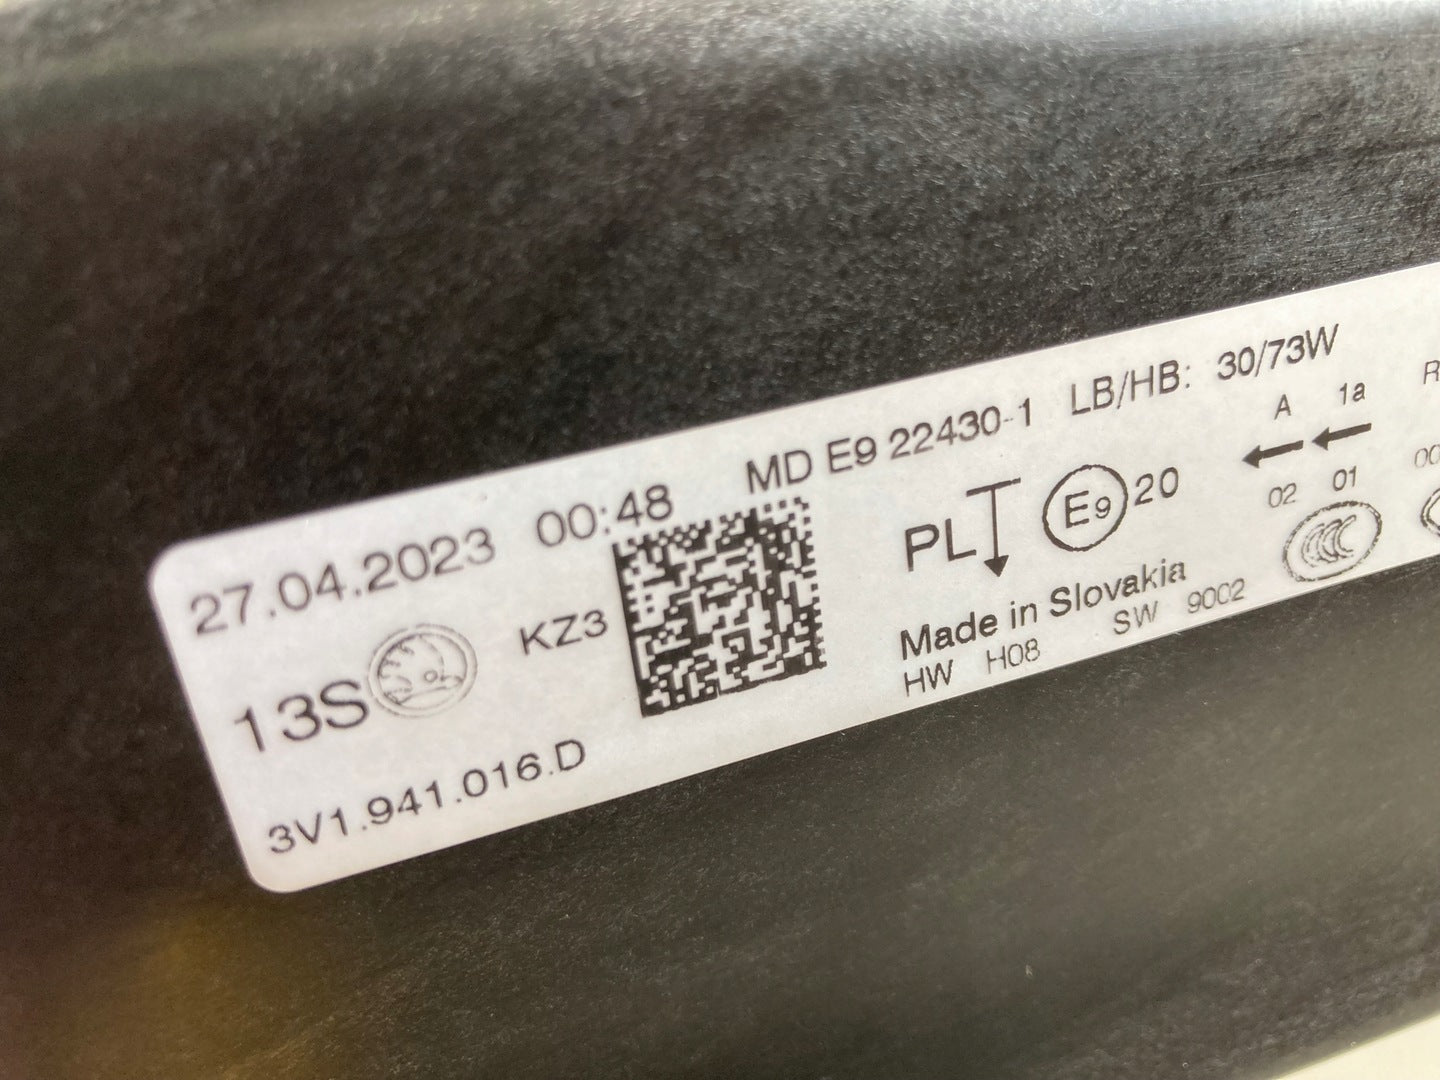 27.04.2023 00:48 MD E9 22430-1 LB/HB: 30/73W
A 1a R
KZ3 PL E9 20 02 01 00
13S Made in Slovakia
3V1.941.016.D HW H08 SW 9002